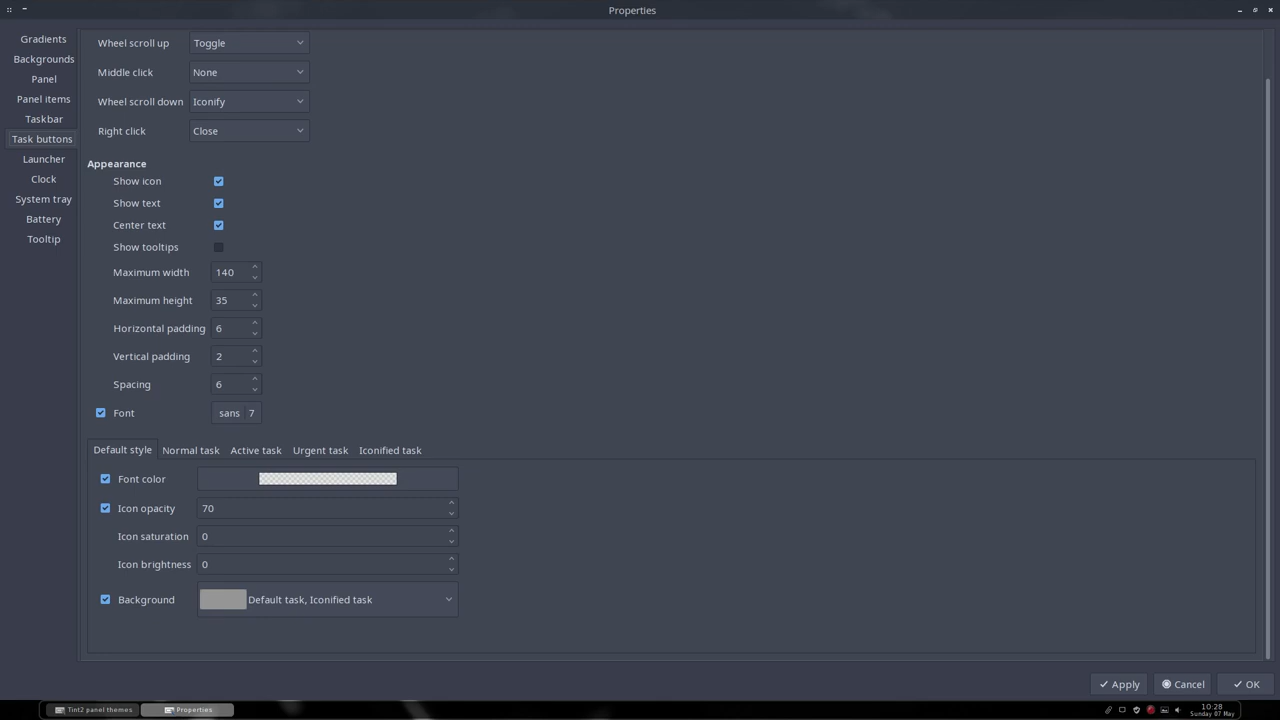 Properties
Gradients
Backgrounds
Panel
Panel items
Taskbar
Task buttons
Launcher
Clock
System tray
Battery
Tooltip
Wheel scroll up Toggle
Middle click None
Wheel scroll down Iconify
Right click Close
Appearance
Show icon
Show text
Center text
Show tooltips
Maximum width 140
Maximum height 35
Horizontal padding 6
Vertical padding 2
Spacing 6
Font sans 7
Default style Normal task Active task Urgent task Iconified task
Font color
Icon opacity 70
Icon saturation 0
Icon brightness 0
Background Default task, Iconified task
Apply Cancel OK
Tint2 panel themes Properties
10:28
Sunday 07 May